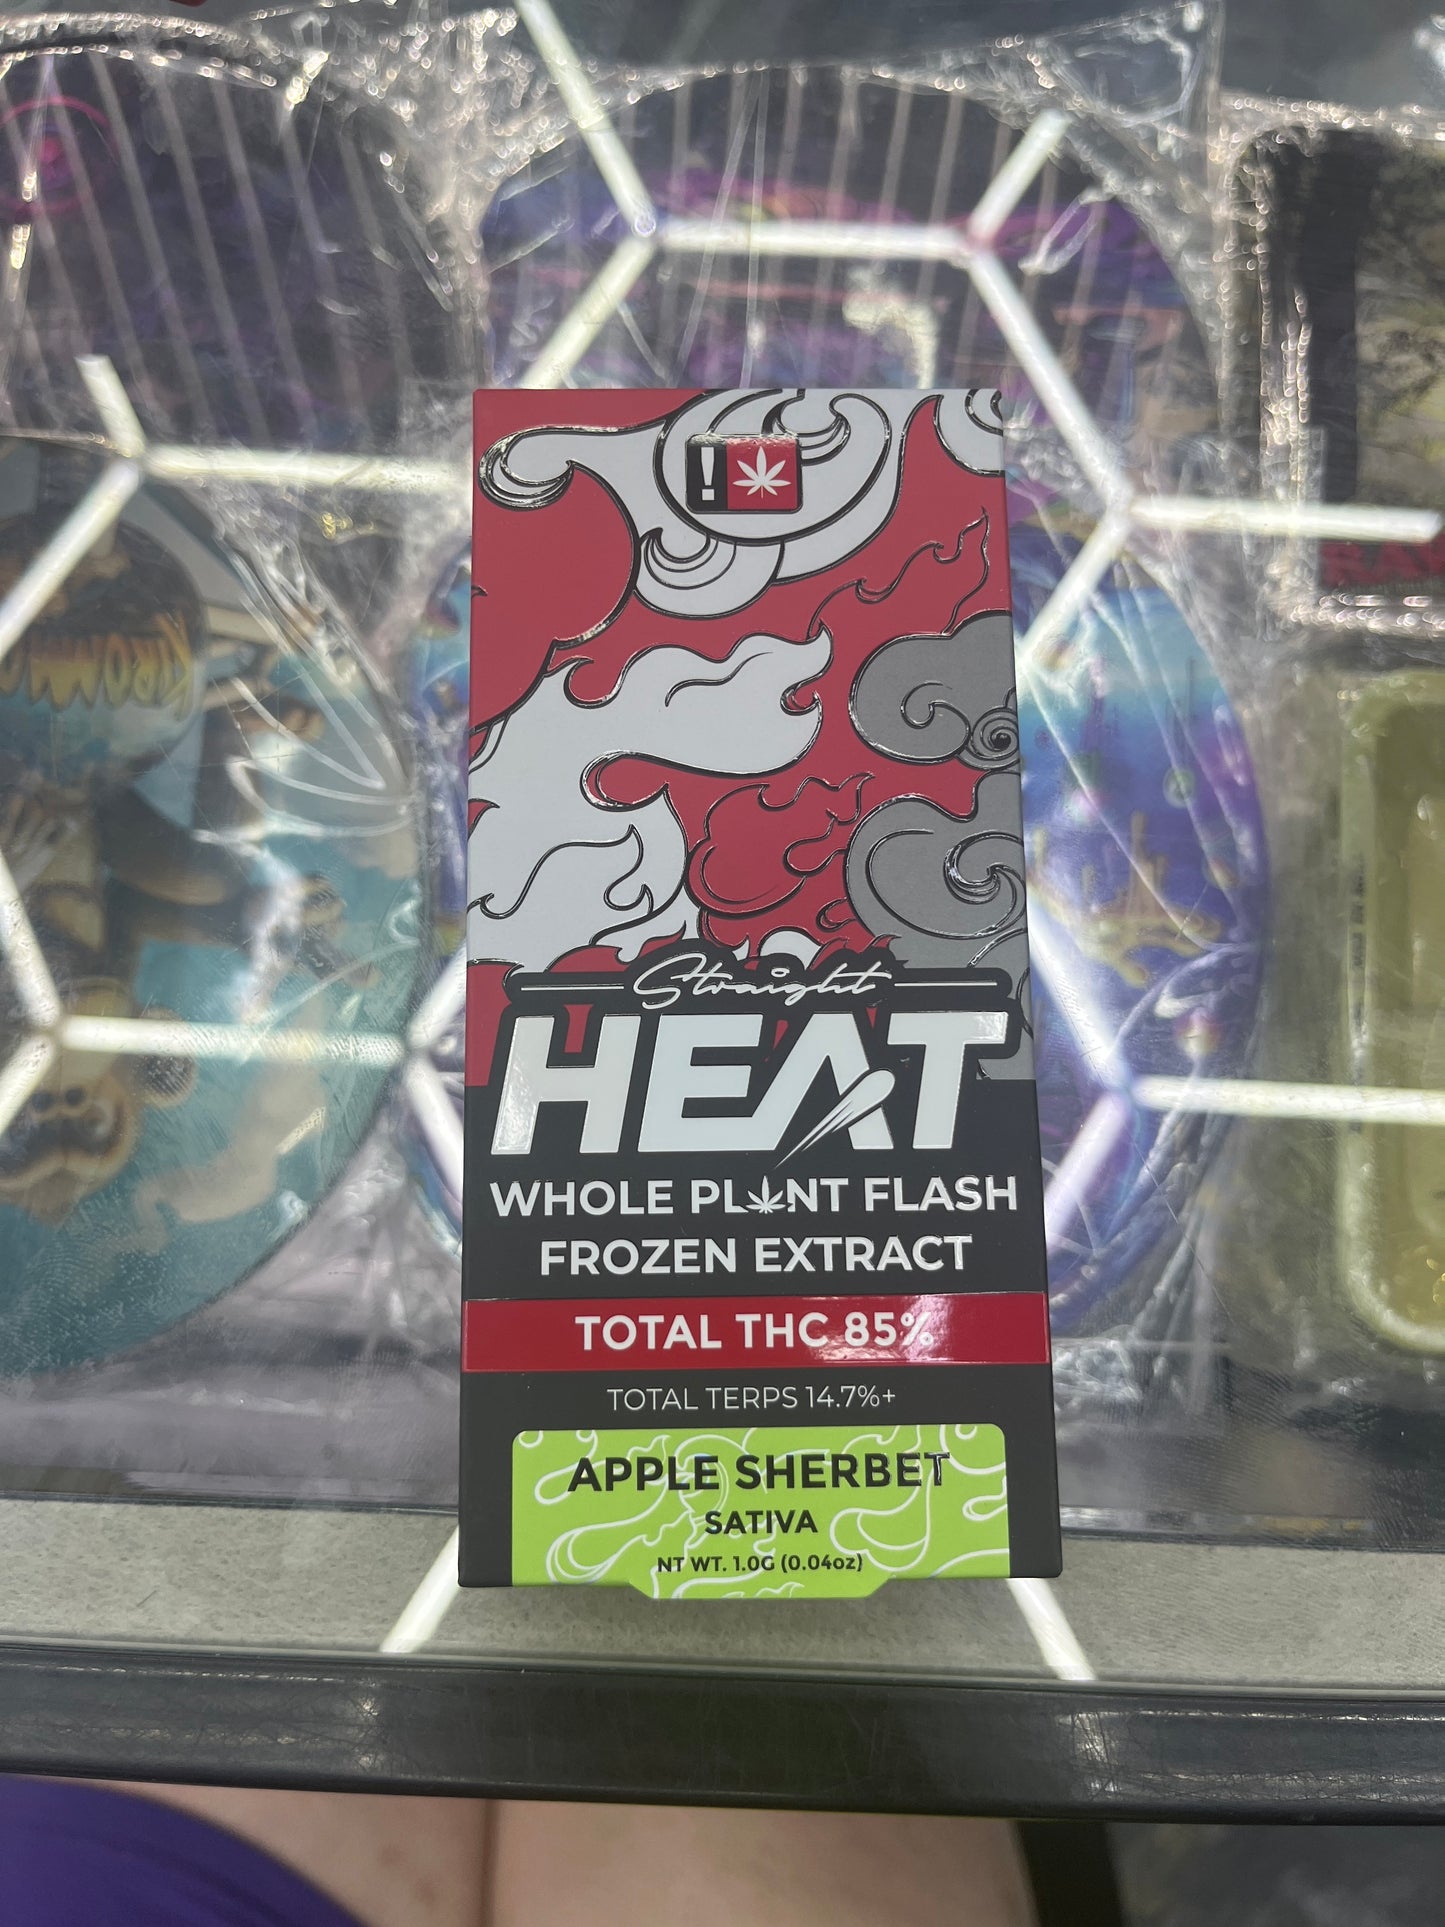 !
Straight
HEAT
WHOLE PLANT FLASH
FROZEN EXTRACT
TOTAL THC 85%
TOTAL TERPS 14.7%+
APPLE SHERBET
SATIVA
NT WT. 1.0G (0.04oz)
RAW